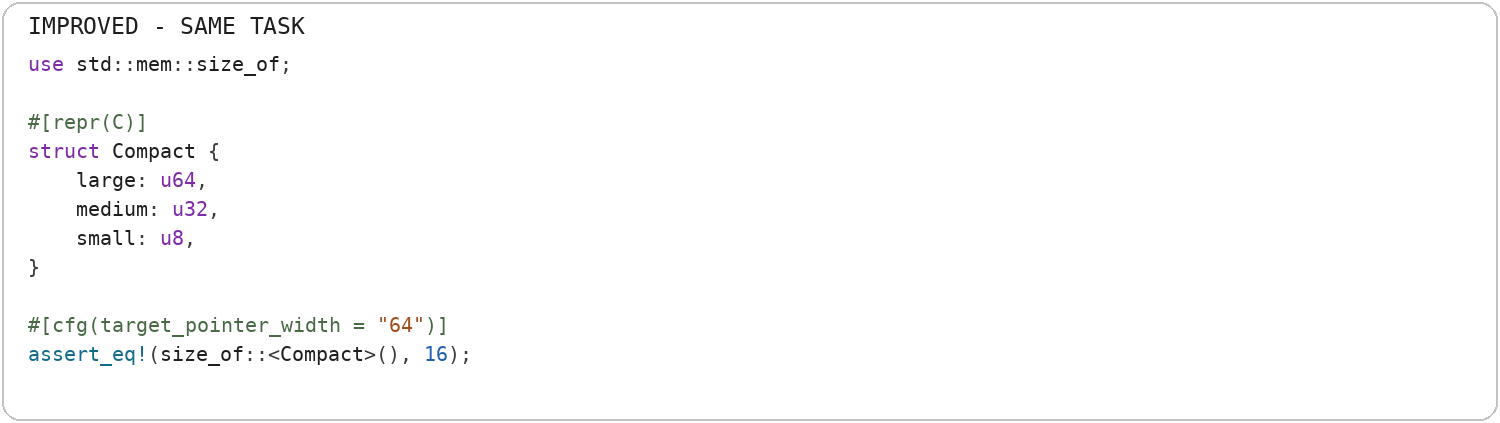 IMPROVED - SAME TASK
use std::mem::size_of;
#[repr(C)]
struct Compact {
    large: u64,
    medium: u32,
    small: u8,
}
#[cfg(target_pointer_width = "64")]
assert_eq!(size_of::<Compact>(), 16);